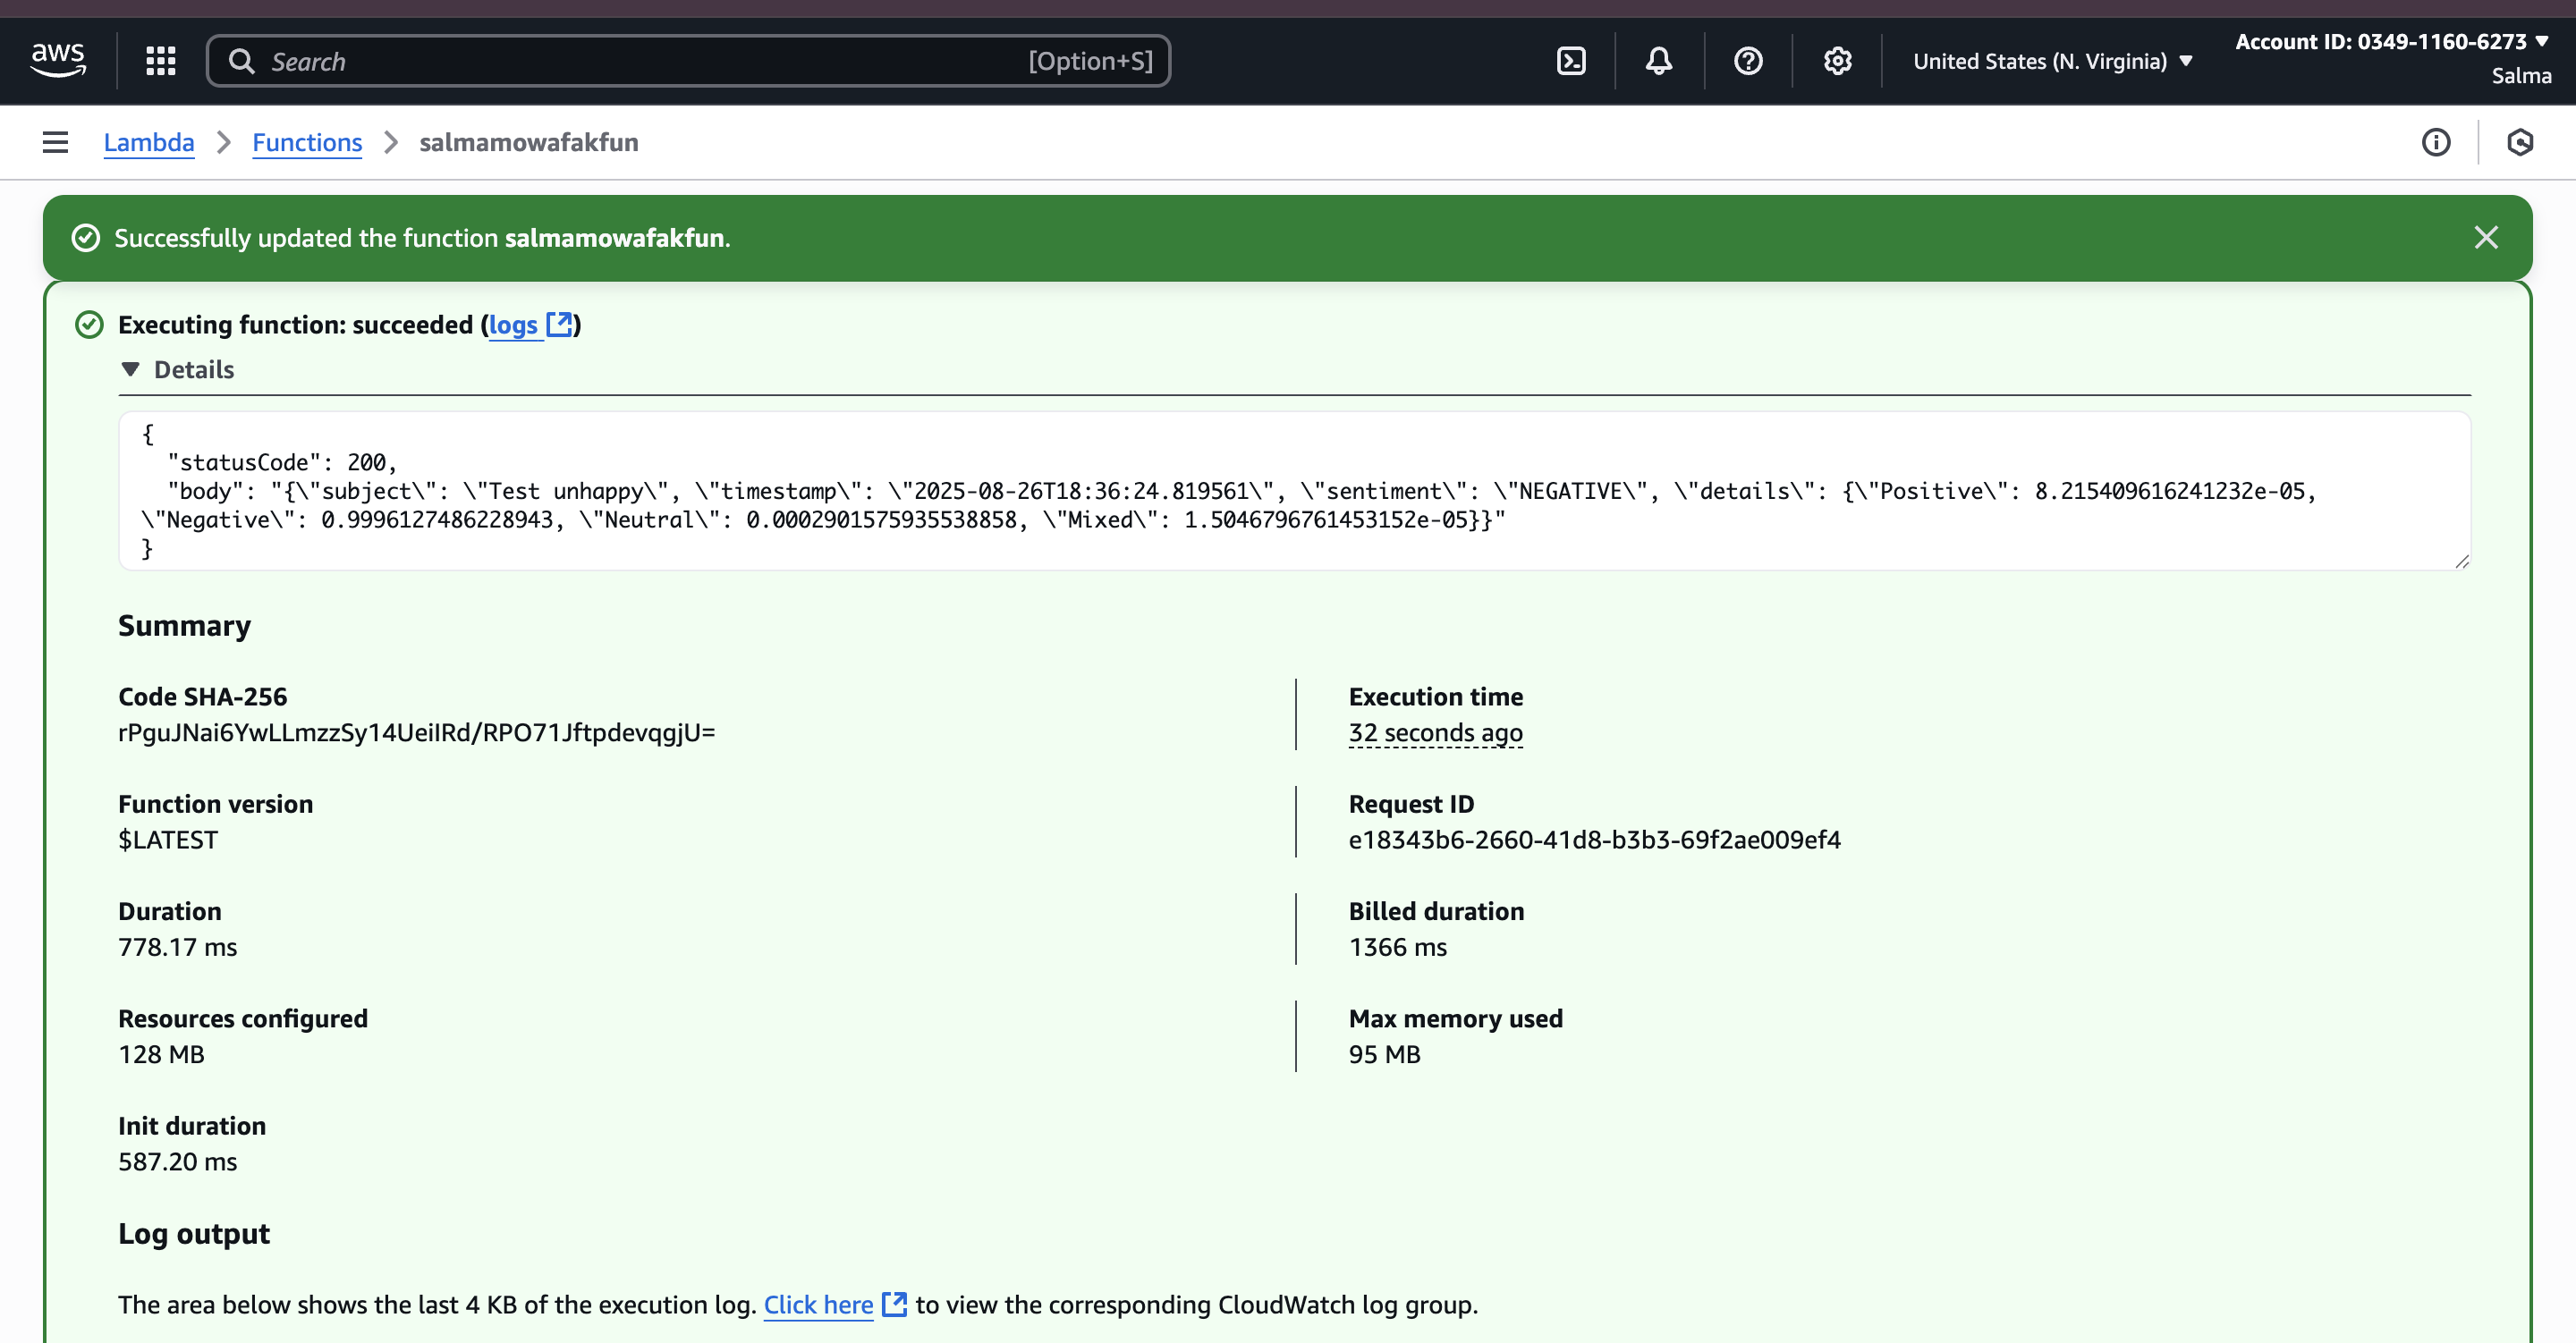 aws
Search [Option+S]
United States (N. Virginia)
Account ID: 0349-1160-6273
Salma
Lambda
Functions
salmamowafakfun
Successfully updated the function salmamowafakfun.
Executing function: succeeded (logs)
Details
{
"statusCode": 200,
"body": "{\"subject\": \"Test unhappy\", \"timestamp\": \"2025-08-26T18:36:24.819561\", \"sentiment\": \"NEGATIVE\", \"details\": {\"Positive\": 8.215409616241232e-05,
\"Negative\": 0.9996127486228943, \"Neutral\": 0.0002901575935538858, \"Mixed\": 1.5046796761453152e-05}}"
}
Summary
Code SHA-256
rPguJNai6YwLLmzzSy14UeiIRd/RPO71JftpdevqgjU=
Execution time
32 seconds ago
Function version
$LATEST
Request ID
e18343b6-2660-41d8-b3b3-69f2ae009ef4
Duration
778.17 ms
Billed duration
1366 ms
Resources configured
128 MB
Max memory used
95 MB
Init duration
587.20 ms
Log output
The area below shows the last 4 KB of the execution log. Click here to view the corresponding CloudWatch log group.